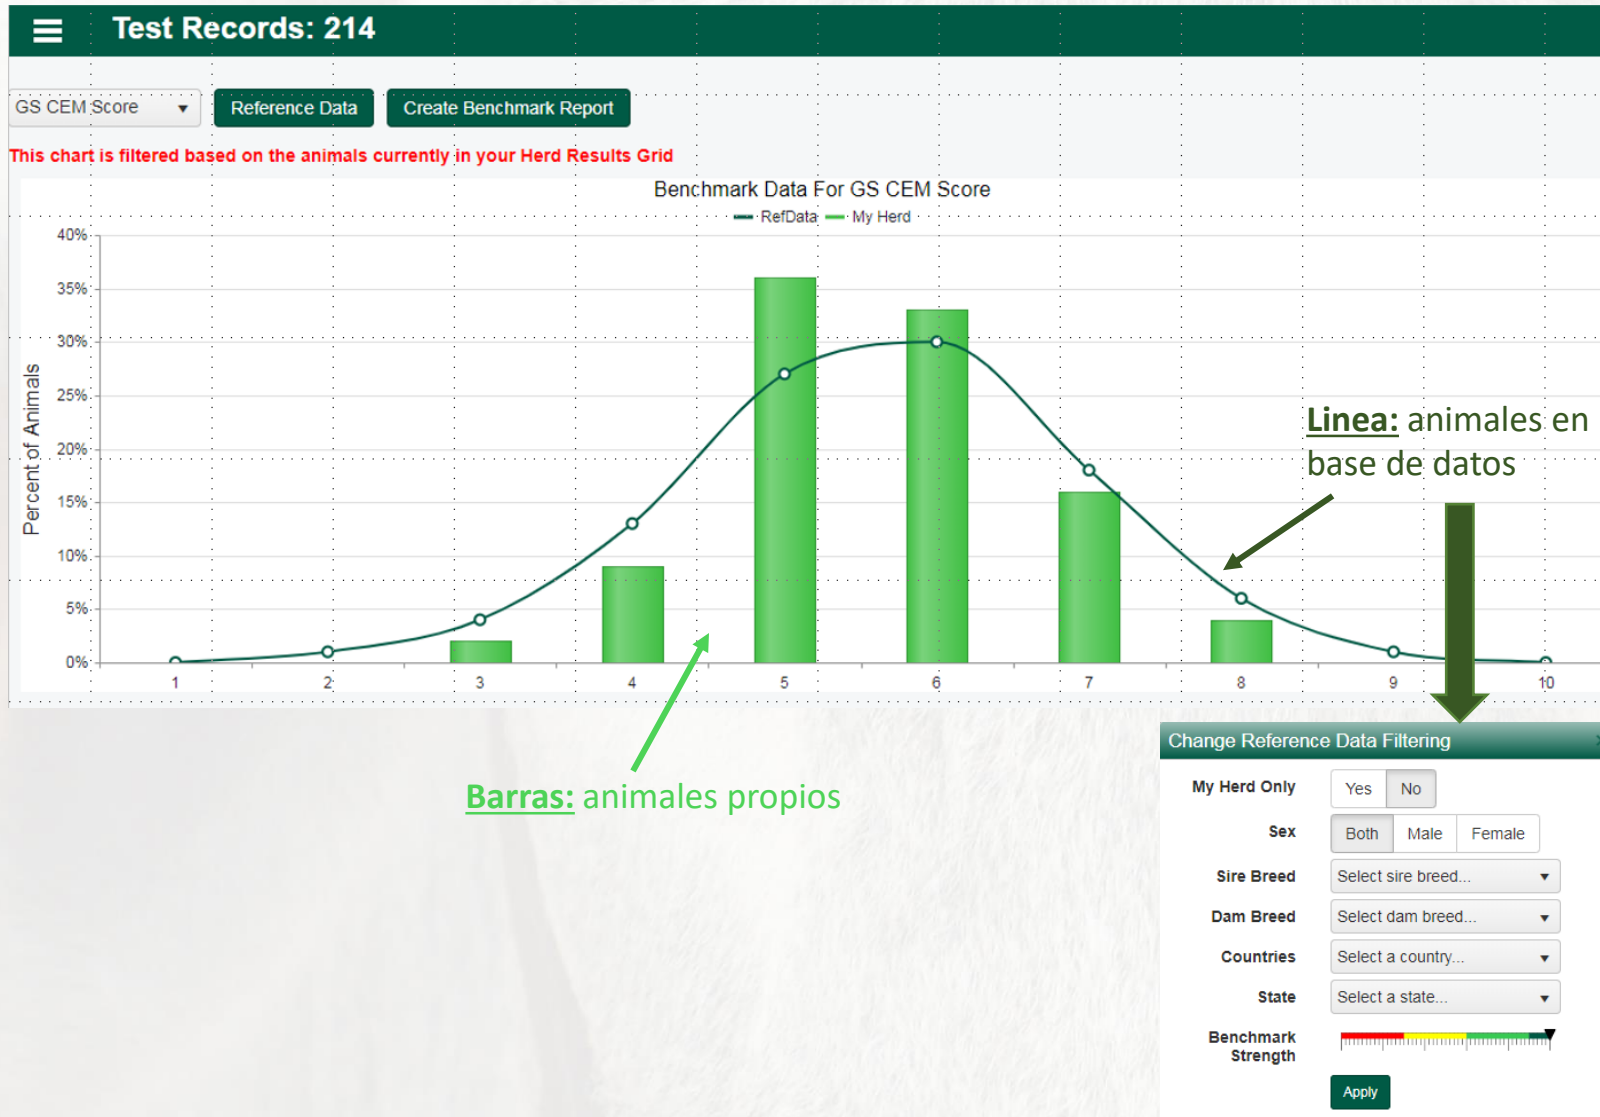 Test Records: 214
GS CEM Score
Reference Data
Create Benchmark Report
This chart is filtered based on the animals currently in your Herd Results Grid
Benchmark Data For GS CEM Score
RefData My Herd
Percent of Animals
40%
35%
30%
25%
20%
15%
10%
5%
0%
1 2 3 4 5 6 7 8 9 10
Linea: animales en
base de datos
Barras: animales propios
Change Reference Data Filtering
My Herd Only Yes No
Sex Both Male Female
Sire Breed Select sire breed...
Dam Breed Select dam breed...
Countries Select a country...
State Select a state...
Benchmark
Strength
Apply